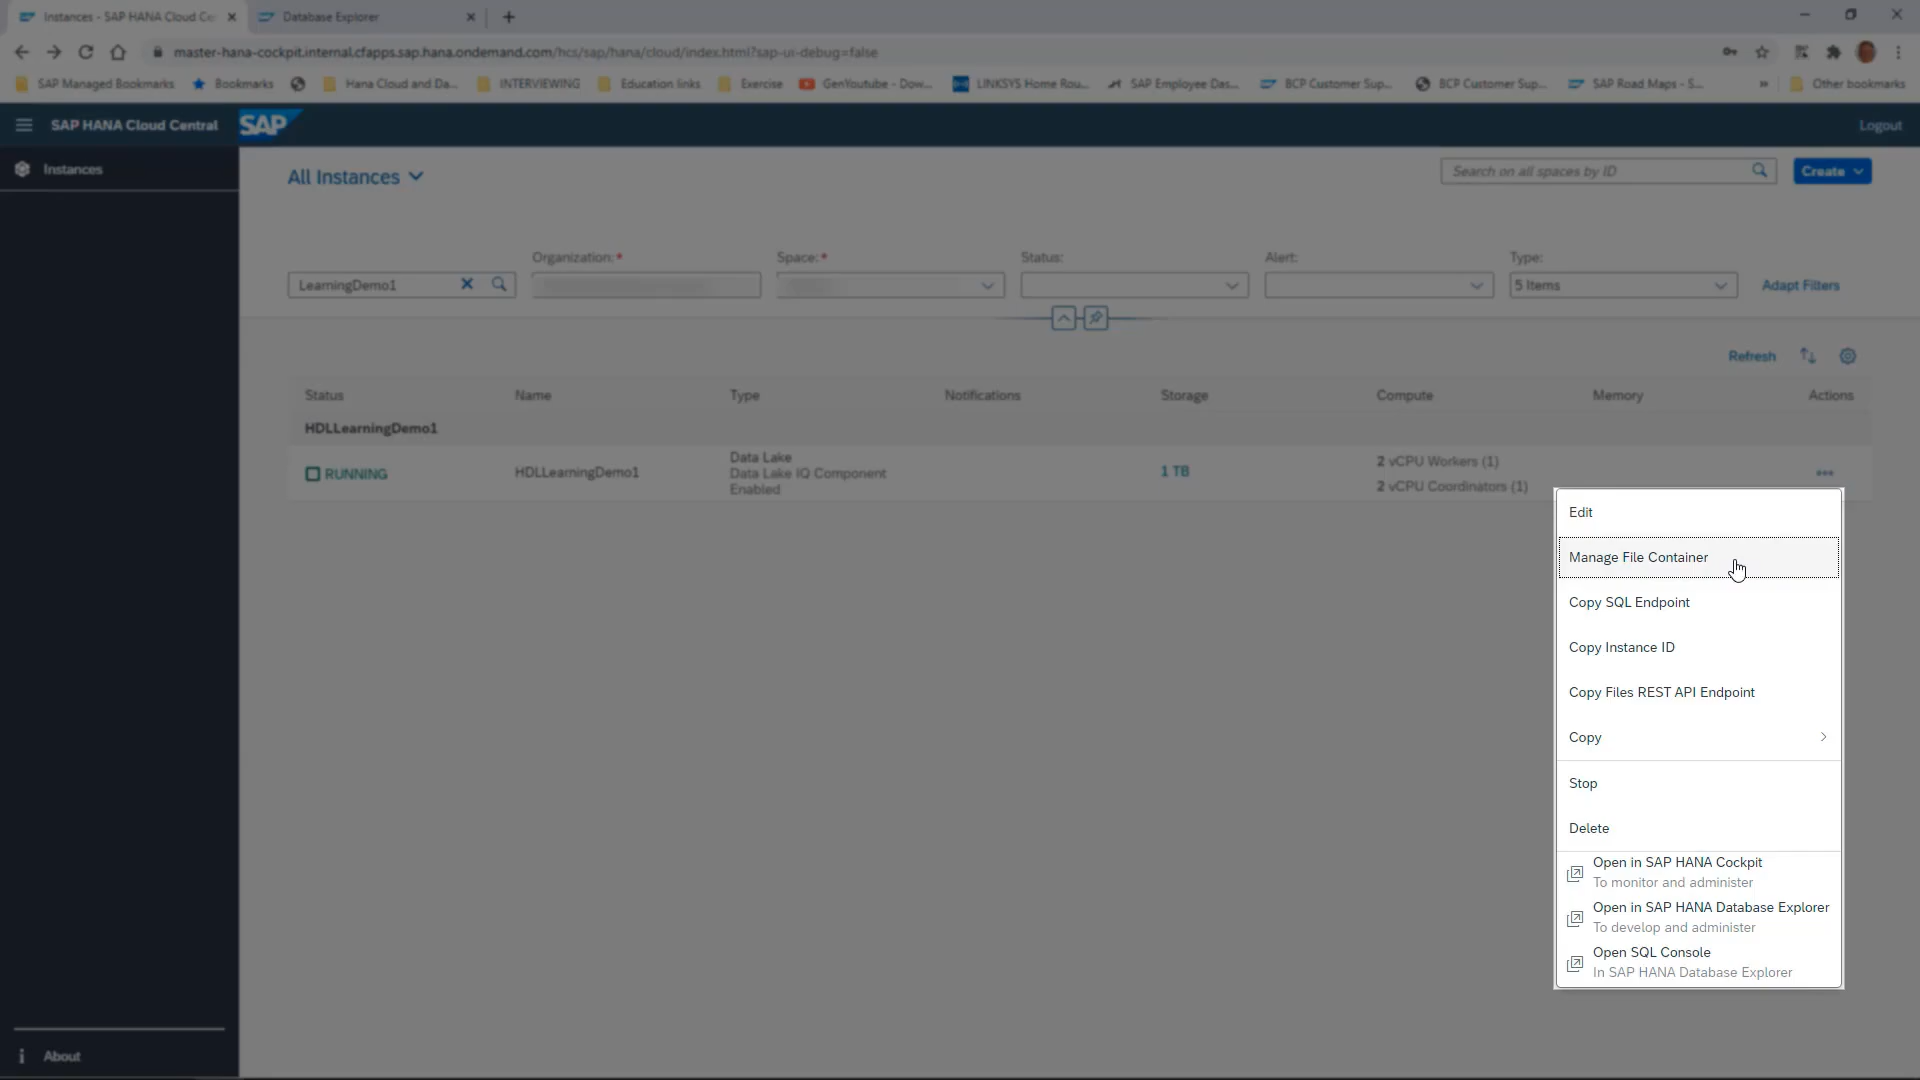 Instances - SAP HANA Cloud Ce
Database Explorer
master-hana-cockpit.internal.cfapps.sap.hana.ondemand.com/hcs/sap/hana/cloud/index.html?sap-ui-debug=false
SAP Managed Bookmarks
Bookmarks
Hana Cloud and Da...
INTERVIEWING
Education links
Exercise
GenYoutube - Dow...
LINKSYS Home Rou...
SAP Employee Das...
BCP Customer Sup...
BCP Customer Sup...
SAP Road Maps - S...
»
Other bookmarks
SAP HANA Cloud Central
SAP
Logout
Instances
All Instances
Search on all spaces by ID
Create
Organization:*
Space:*
Status:
Alert:
Type:
LearningDemo1
5 Items
Adapt Filters
Refresh
Status
Name
Type
Notifications
Storage
Compute
Memory
Actions
HDLLearningDemo1
RUNNING
HDLLearningDemo1
Data Lake
Data Lake IQ Component
Enabled
1 TB
2 vCPU Workers (1)
2 vCPU Coordinators (1)
Edit
Manage File Container
Copy SQL Endpoint
Copy Instance ID
Copy Files REST API Endpoint
Copy
Stop
Delete
Open in SAP HANA Cockpit
To monitor and administer
Open in SAP HANA Database Explorer
To develop and administer
Open SQL Console
In SAP HANA Database Explorer
About